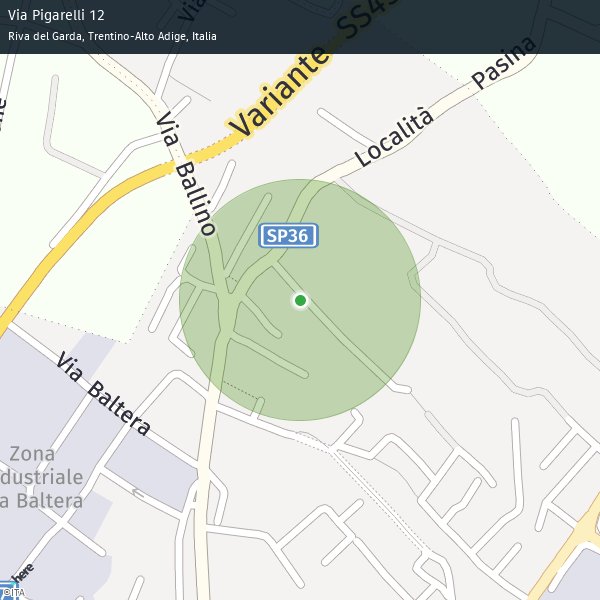 Via Pigarelli 12
Riva del Garda, Trentino-Alto Adige, Italia
Via
Variante SS45
Pasina
Località
Via Ballino
SP36
Via Baltera
Zona
dustriale
a Baltera
here
©ITA